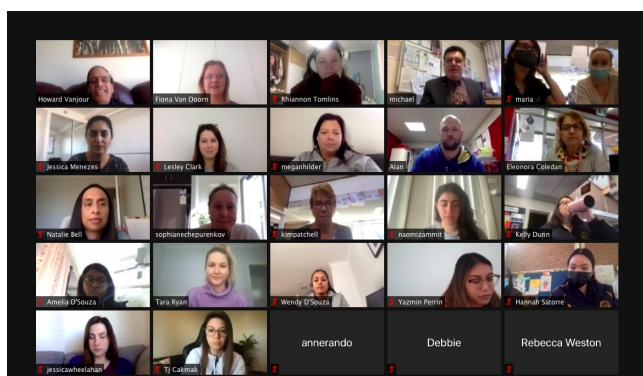 Howard Vanjour
Fiona Van Doorn
Rhiannon Tomlins
michael
maria
Jessica Menezes
Lesley Clark
meganhilder
Alan
Eleonora Coledan
Natalie Bell
sophianechepurenkov
kimpatchell
naomizammit
Kelly Dunn
Amelia D'Souza
Tara Ryan
Wendy D'Souza
Yazmin Perrin
Hannah Satorre
jessicawheelahan
Tj Cakmak
annerando
Debbie
Rebecca Weston